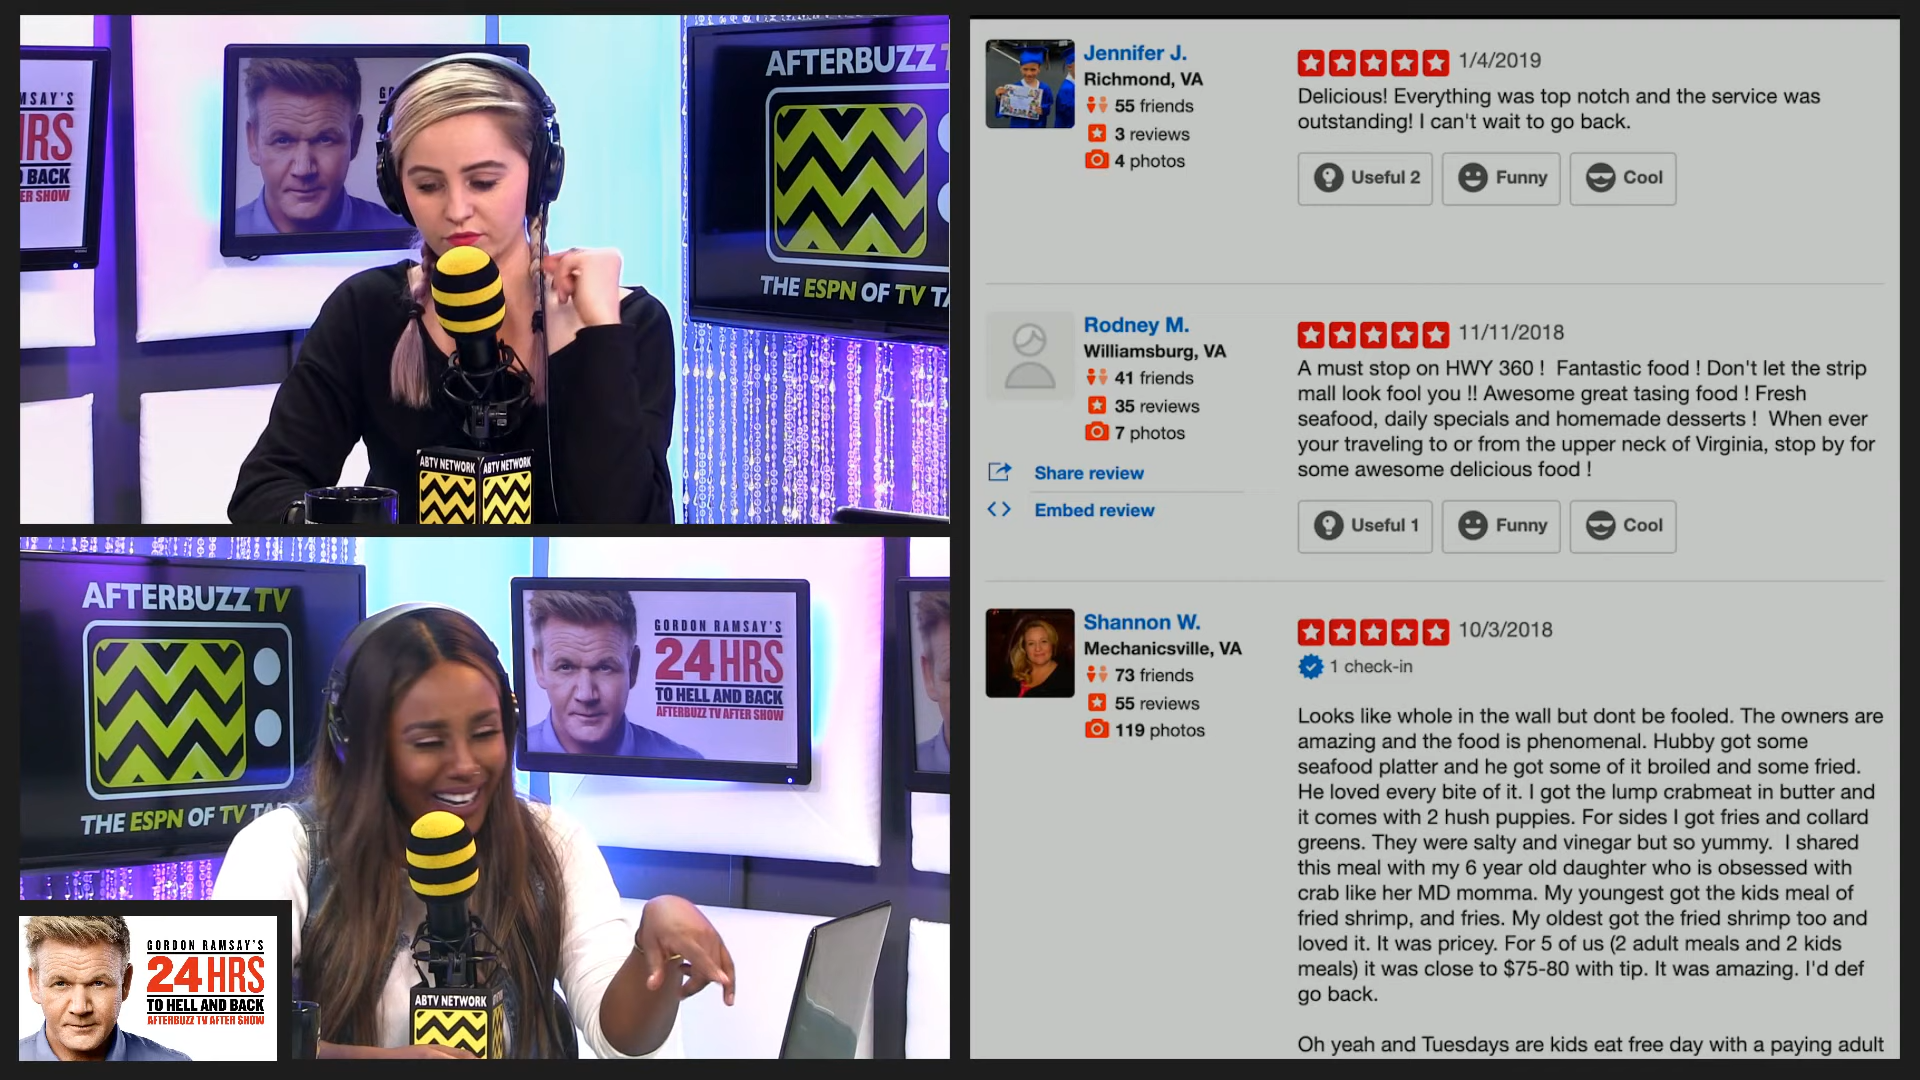 MSAY'S
IRS
D BACK
ER SHOW
AFTERBUZZ T
THE ESPN OF TV TA
ABTV NETWORK
ABTV NETWORK
AFTERBUZZ TV
THE ESPN OF TV TA
GORDON RAMSAY'S
24 HRS
TO HELL AND BACK
AFTERBUZZ TV AFTER SHOW
ABTV NETWORK
GORDON RAMSAY'S
24 HRS
TO HELL AND BACK
AFTERBUZZ TV AFTER SHOW
Jennifer J.
Richmond, VA
55 friends
3 reviews
4 photos
1/4/2019
Delicious! Everything was top notch and the service was
outstanding! I can't wait to go back.
Useful 2 Funny Cool
Rodney M.
Williamsburg, VA
41 friends
35 reviews
7 photos
Share review
Embed review
11/11/2018
A must stop on HWY 360 ! Fantastic food ! Don't let the strip
mall look fool you !! Awesome great tasing food ! Fresh
seafood, daily specials and homemade desserts ! When ever
your traveling to or from the upper neck of Virginia, stop by for
some awesome delicious food !
Useful 1 Funny Cool
Shannon W.
Mechanicsville, VA
73 friends
55 reviews
119 photos
10/3/2018
1 check-in
Looks like whole in the wall but dont be fooled. The owners are
amazing and the food is phenomenal. Hubby got some
seafood platter and he got some of it broiled and some fried.
He loved every bite of it. I got the lump crabmeat in butter and
it comes with 2 hush puppies. For sides I got fries and collard
greens. They were salty and vinegar but so yummy. I shared
this meal with my 6 year old daughter who is obsessed with
crab like her MD momma. My youngest got the kids meal of
fried shrimp, and fries. My oldest got the fried shrimp too and
loved it. It was pricey. For 5 of us (2 adult meals and 2 kids
meals) it was close to $75-80 with tip. It was amazing. I'd def
go back.
Oh yeah and Tuesdays are kids eat free day with a paying adult